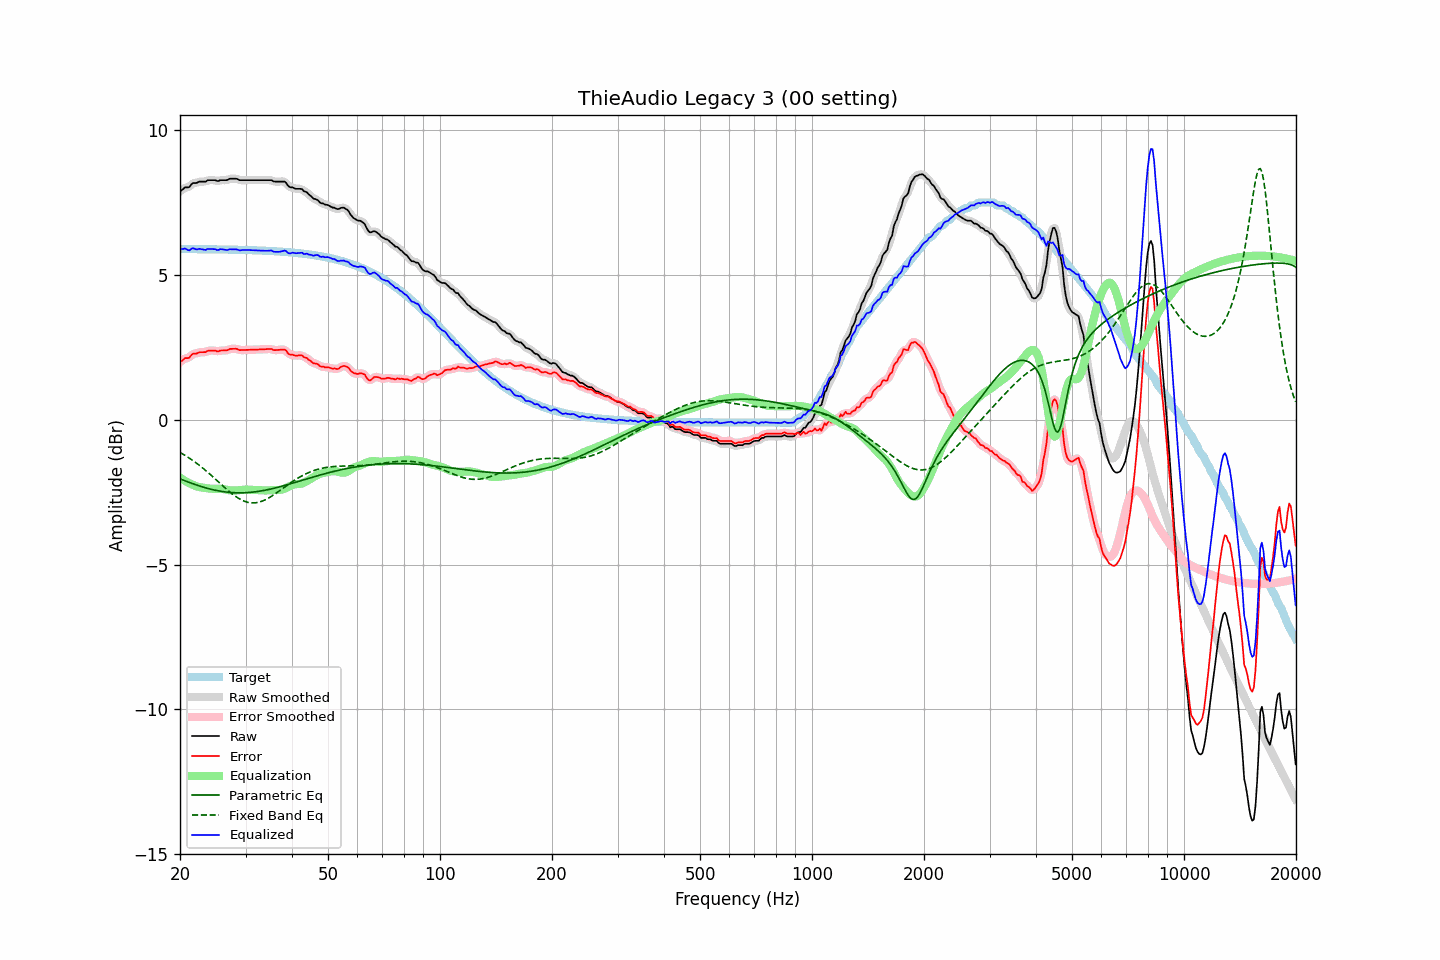 ThieAudio Legacy 3 (00 setting)
10
5
0
−5
−10
−15
Amplitude (dBr)
Target
Raw Smoothed
Error Smoothed
Raw
Error
Equalization
Parametric Eq
Fixed Band Eq
Equalized
20
50
100
200
500
1000
2000
5000
10000
20000
Frequency (Hz)